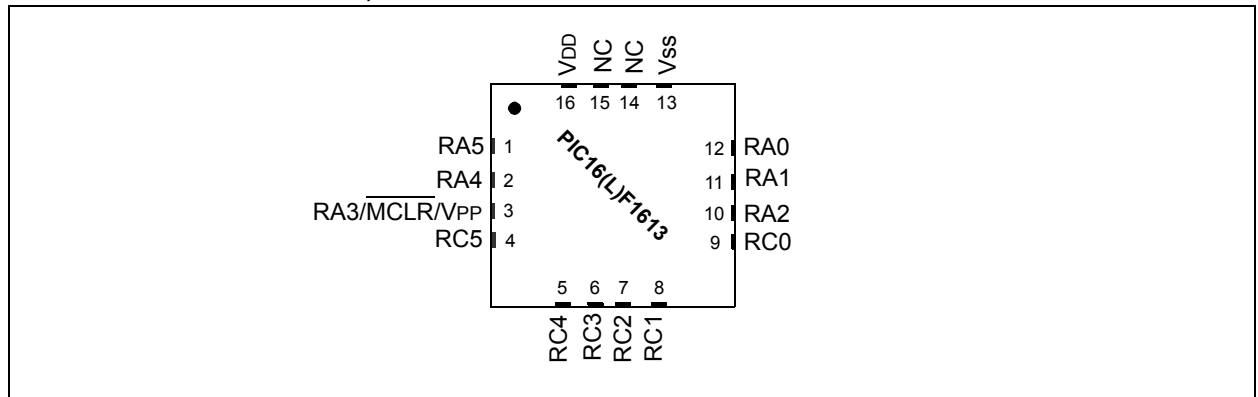 VDD NC NC Vss
16 15 14 13
RA5 1
RA4 2
RA3/MCLR/VPP 3
RC5 4
PIC16(L)F1613
12 RA0
11 RA1
10 RA2
9 RC0
5 6 7 8
RC4 RC3 RC2 RC1